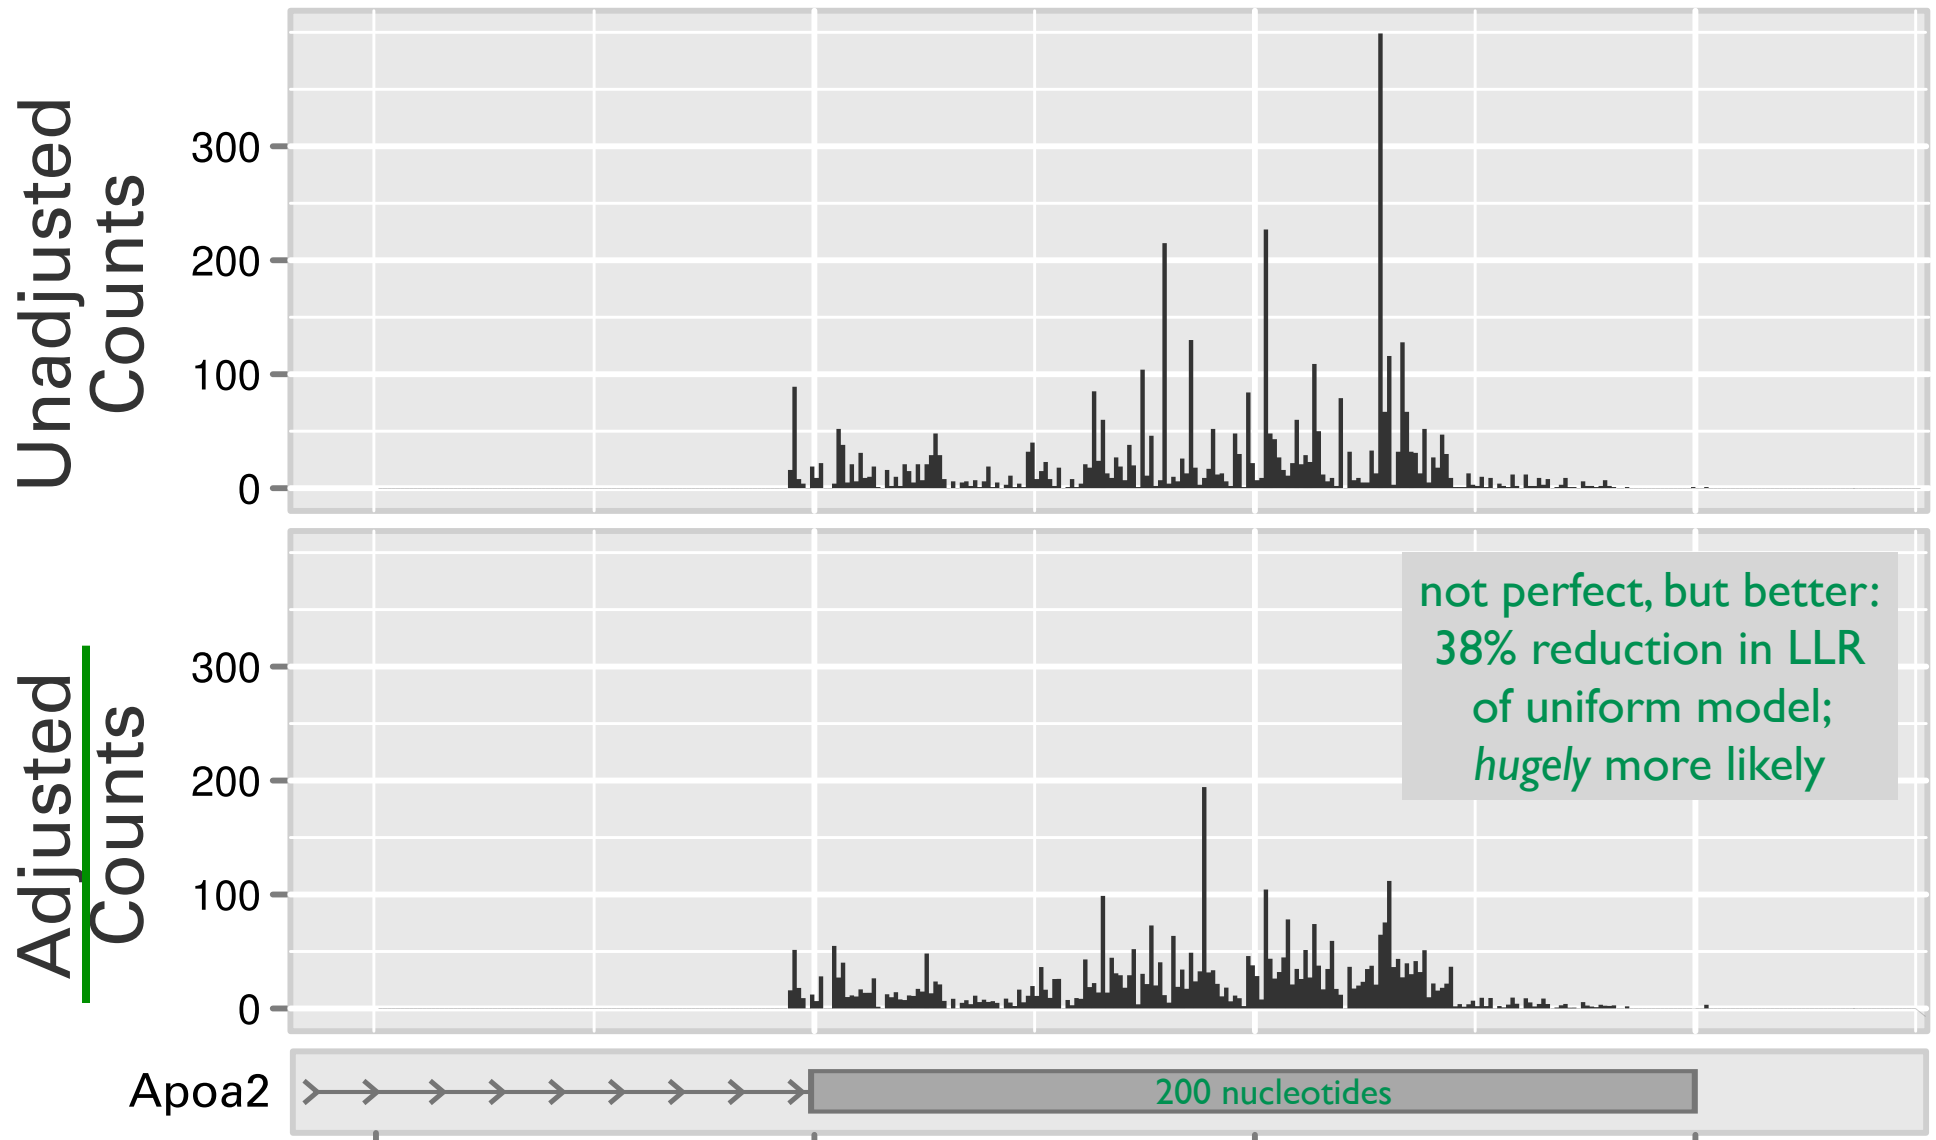 Unadjusted
Counts
300
200
100
0
Adjusted
Counts
300
200
100
0
not perfect, but better:
38% reduction in LLR
of uniform model;
hugely more likely
Apoa2
200 nucleotides